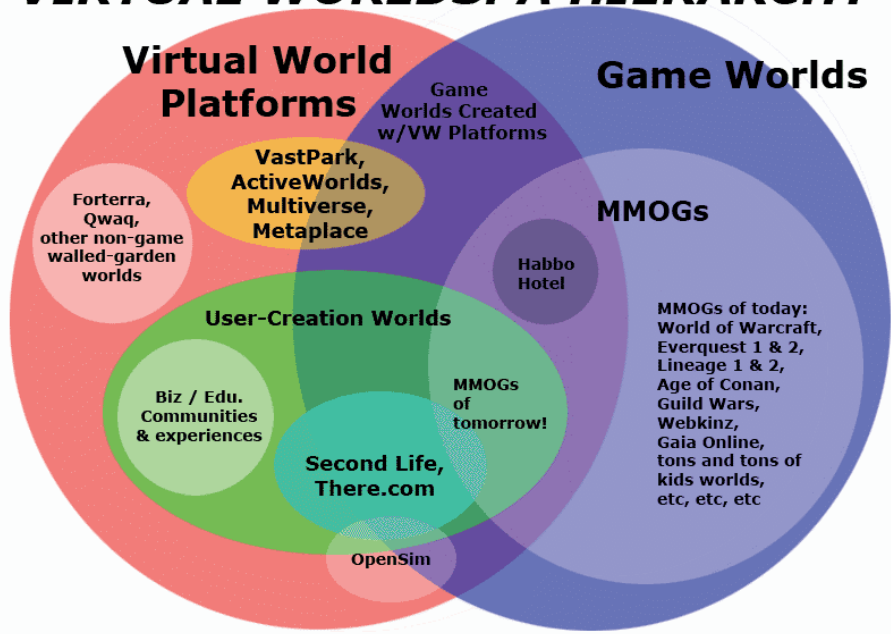 VIRTUAL WORLDS: A HIERARCHY
Virtual World
Platforms
Game
Worlds Created
w/VW Platforms
Game Worlds
VastPark,
ActiveWorlds,
Multiverse,
Metaplace
Forterra,
Qwaq,
other non-game
walled-garden
worlds
MMOGs
Habbo
Hotel
User-Creation Worlds
MMOGs of today:
World of Warcraft,
Everquest 1 & 2,
Lineage 1 & 2,
Age of Conan,
Guild Wars,
Webkinz,
Gaia Online,
tons and tons of
kids worlds,
etc, etc, etc
Biz / Edu.
Communities
& experiences
MMOGs
of
tomorrow!
Second Life,
There.com
OpenSim